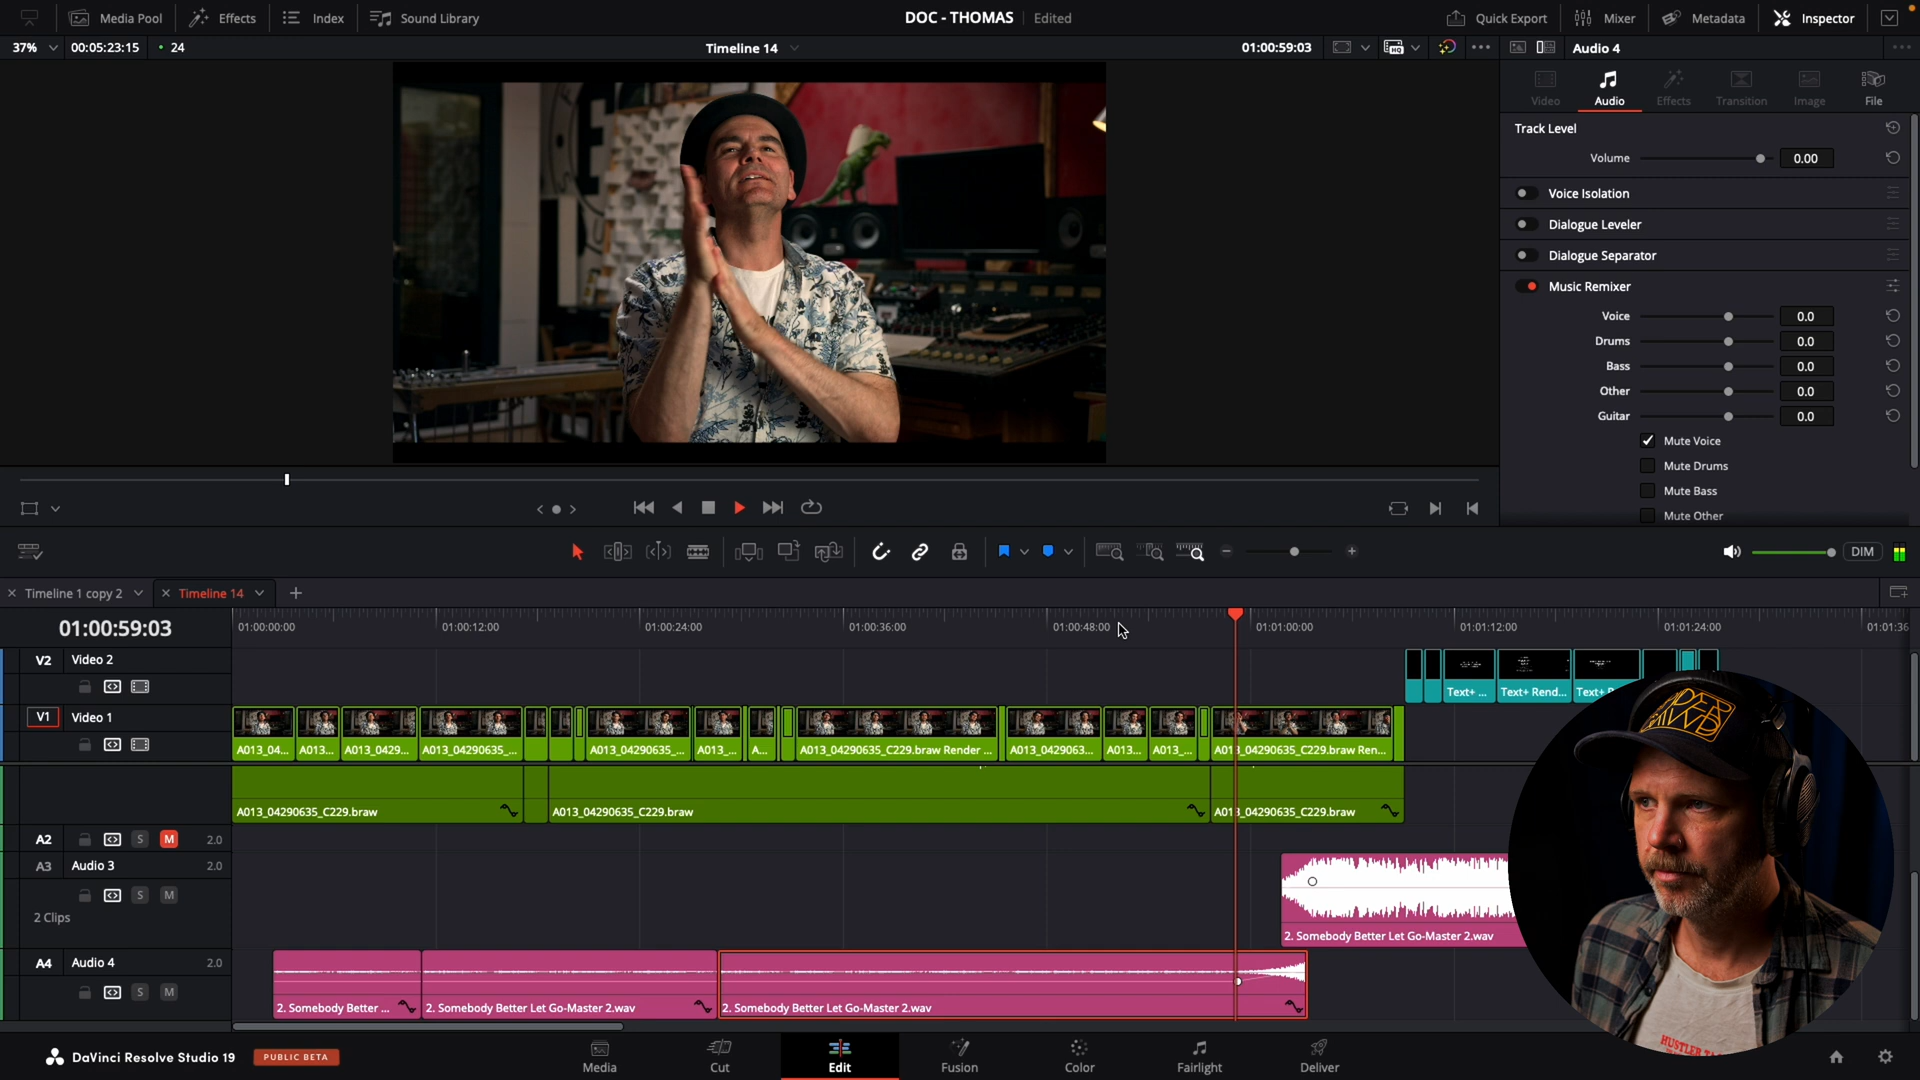 Media Pool
Effects
Index
Sound Library
DOC - THOMAS
Edited
Quick Export
Mixer
Metadata
Inspector
37%
00:05:23:15
24
Timeline 14
01:00:59:03
Audio 4
Video
Audio
Effects
Transition
Image
File
Track Level
Volume
0.00
Voice Isolation
Dialogue Leveler
Dialogue Separator
Music Remixer
Voice
0.0
Drums
0.0
Bass
0.0
Other
0.0
Guitar
0.0
Mute Voice
Mute Drums
Mute Bass
Mute Other
DIM
Timeline 1 copy 2
Timeline 14
01:00:59:03
01:00:00:00
01:00:12:00
01:00:24:00
01:00:36:00
01:00:48:00
01:01:00:00
01:01:12:00
01:01:24:00
01:01:36
V2
Video 2
Text+ ...
Text+ Rend...
V1
Video 1
A013_04...
A013...
A013_0429...
A013_04290635_...
A013_04290635_...
A013_...
A...
A013_04290635_C229.braw Render ...
A013_0429063...
A013...
A013_...
A013_04290635_C229.braw Ren...
A013_04290635_C229.braw
A013_04290635_C229.braw
A013_04290635_C229.braw
A2
S
M
2.0
A3
Audio 3
2.0
S
M
2 Clips
2. Somebody Better Let Go-Master 2.wav
A4
Audio 4
2.0
S
M
2. Somebody Better ...
2. Somebody Better Let Go-Master 2.wav
2. Somebody Better Let Go-Master 2.wav
DaVinci Resolve Studio 19
PUBLIC BETA
Media
Cut
Edit
Fusion
Color
Fairlight
Deliver